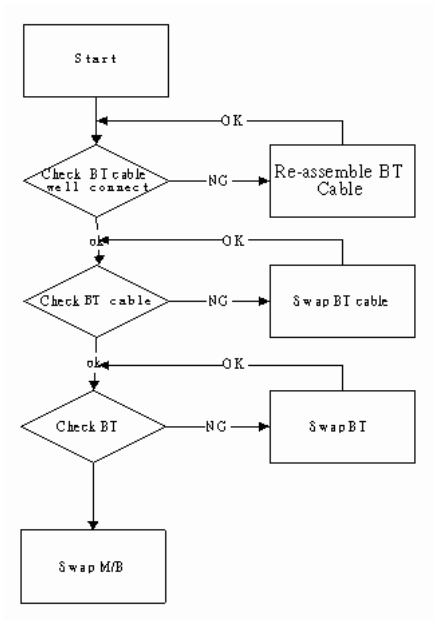 Start
OK
Check BT cable
well connect
NG
Re-assemble BT
Cable
ok
OK
Check BT cable
NG
Swap BT cable
ok
OK
Check BT
NG
Swap BT
Swap M/B